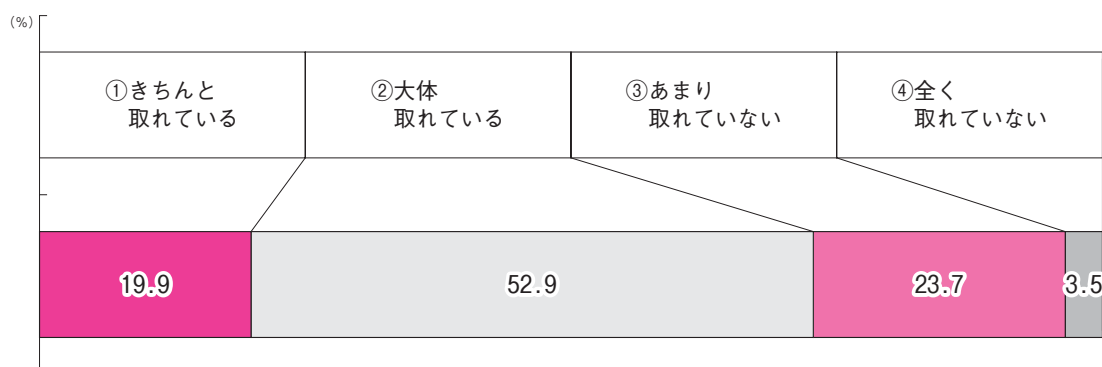 (%)
①きちんと
取れている
②大体
取れている
③あまり
取れていない
④全く
取れていない
19.9
52.9
23.7
3.5